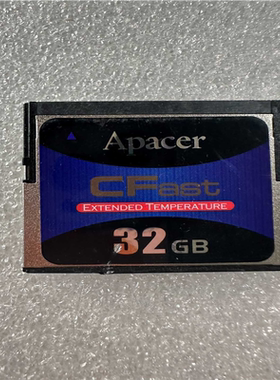 Apacer
CFast
EXTENDED TEMPERATURE
32 GB